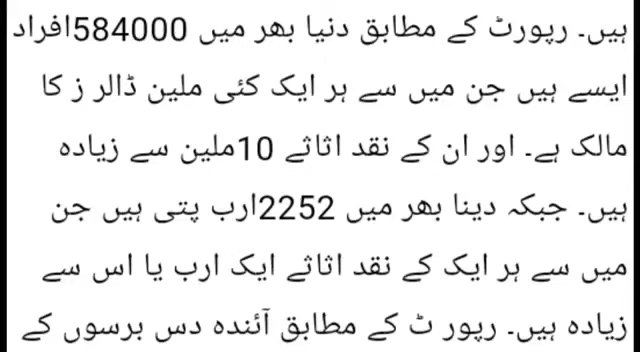 ہیں۔ رپورٹ کے مطابق دنیا بھر میں 584000افراد
ایسے ہیں جن میں سے ہر ایک کئی ملین ڈالر ز کا
مالک ہے۔ اور ان کے نقد اثاثے 10ملین سے زیادہ
ہیں۔ جبکہ دینا بھر میں 2252ارب پتی ہیں جن
میں سے ہر ایک کے نقد اثاثے ایک ارب یا اس سے
زیادہ ہیں۔ رپور ٹ کے مطابق آئندہ دس برسوں کے